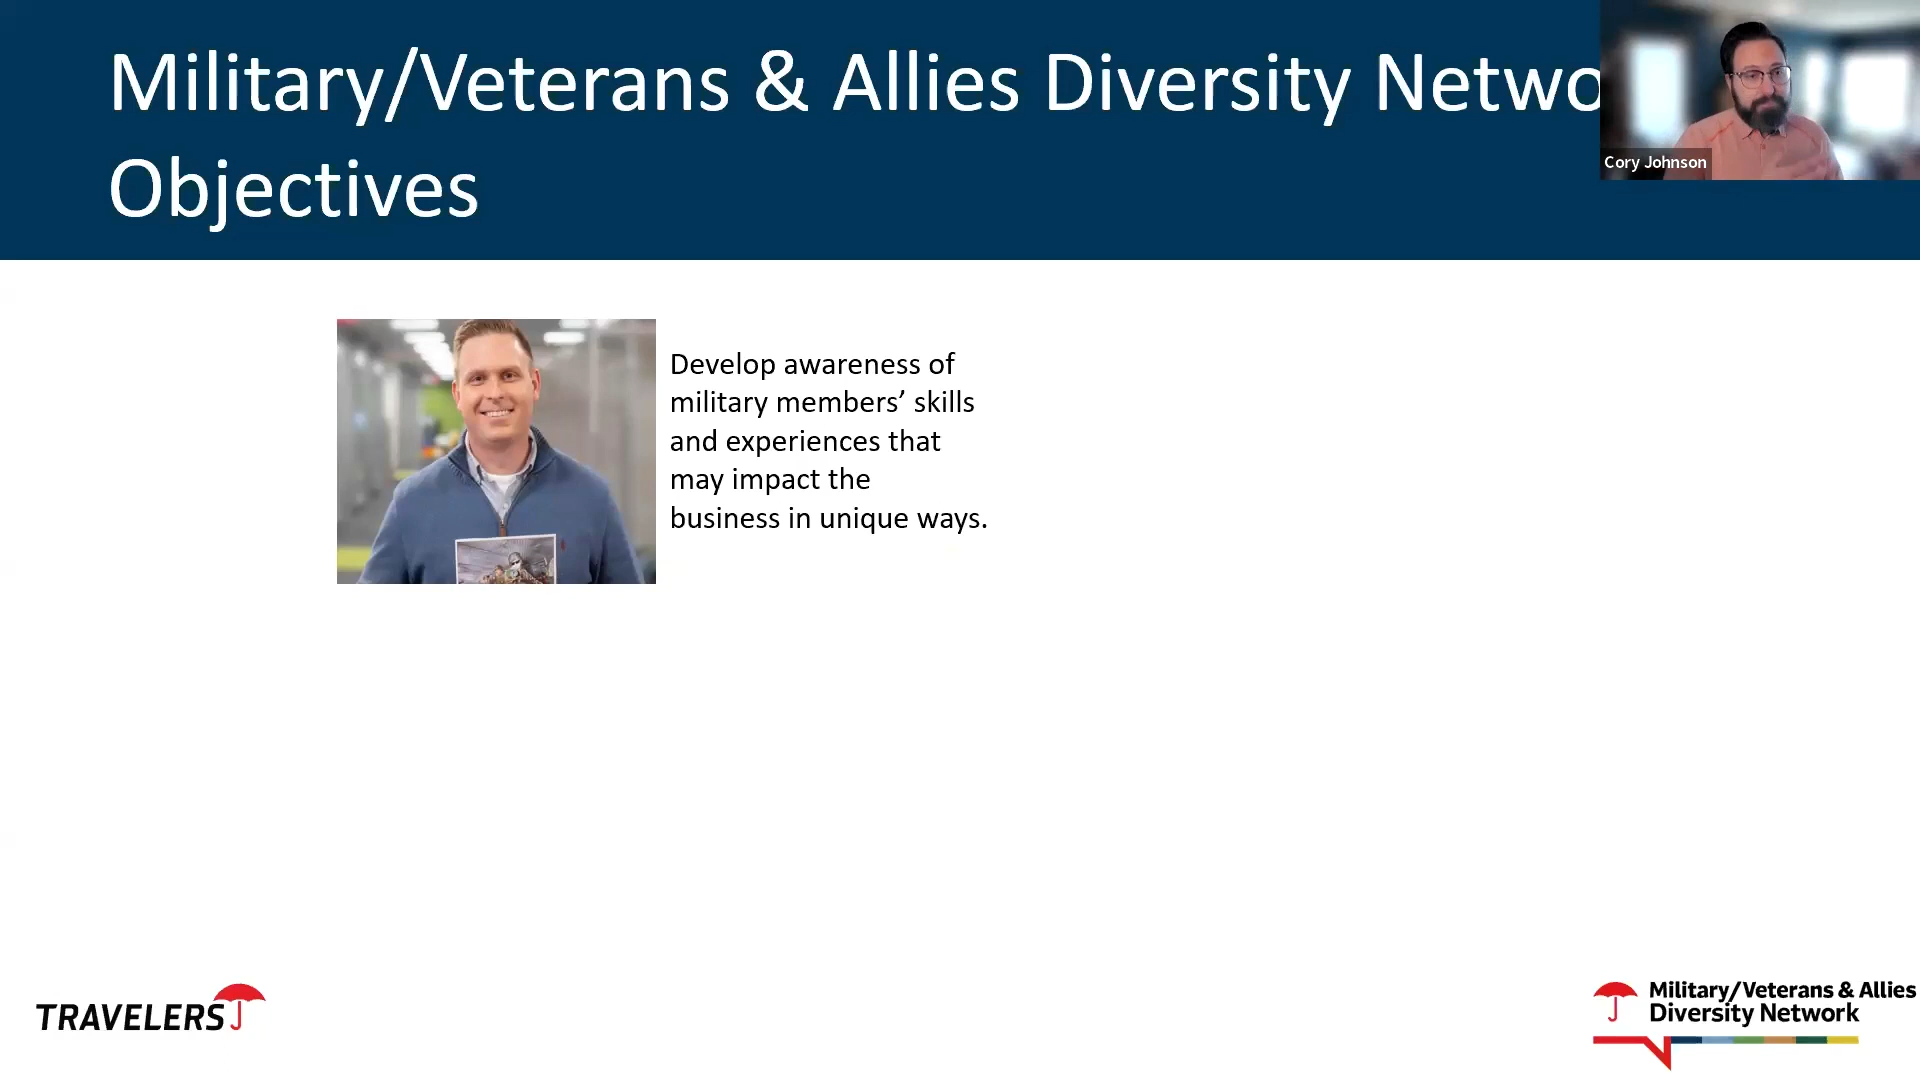 Military/Veterans & Allies Diversity Netwo
Objectives
Cory Johnson
Develop awareness of
military members’ skills
and experiences that
may impact the
business in unique ways.
TRAVELERS
Military/Veterans & Allies
Diversity Network